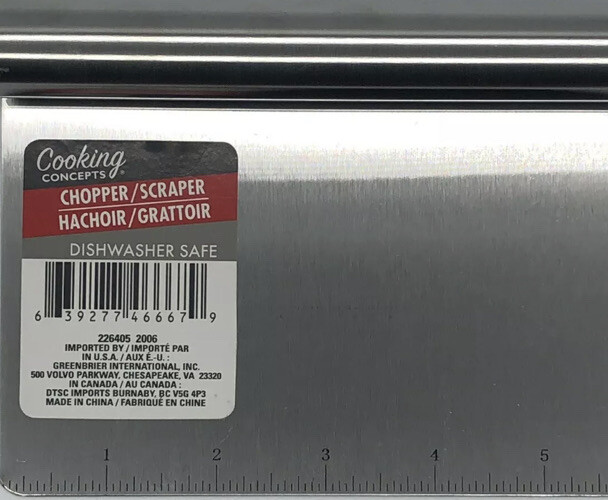 Cooking
CONCEPTS®
CHOPPER/SCRAPER
HACHOIR/GRATTOIR
DISHWASHER SAFE
6 39277 46667 9
226405 2006
IMPORTED BY / IMPORTÉ PAR
IN U.S.A. / AUX É.-U. :
GREENBRIER INTERNATIONAL, INC.
500 VOLVO PARKWAY, CHESAPEAKE, VA 23320
IN CANADA / AU CANADA :
DTSC IMPORTS BURNABY, BC V5G 4P3
MADE IN CHINA / FABRIQUÉ EN CHINE
1 2 3 4 5